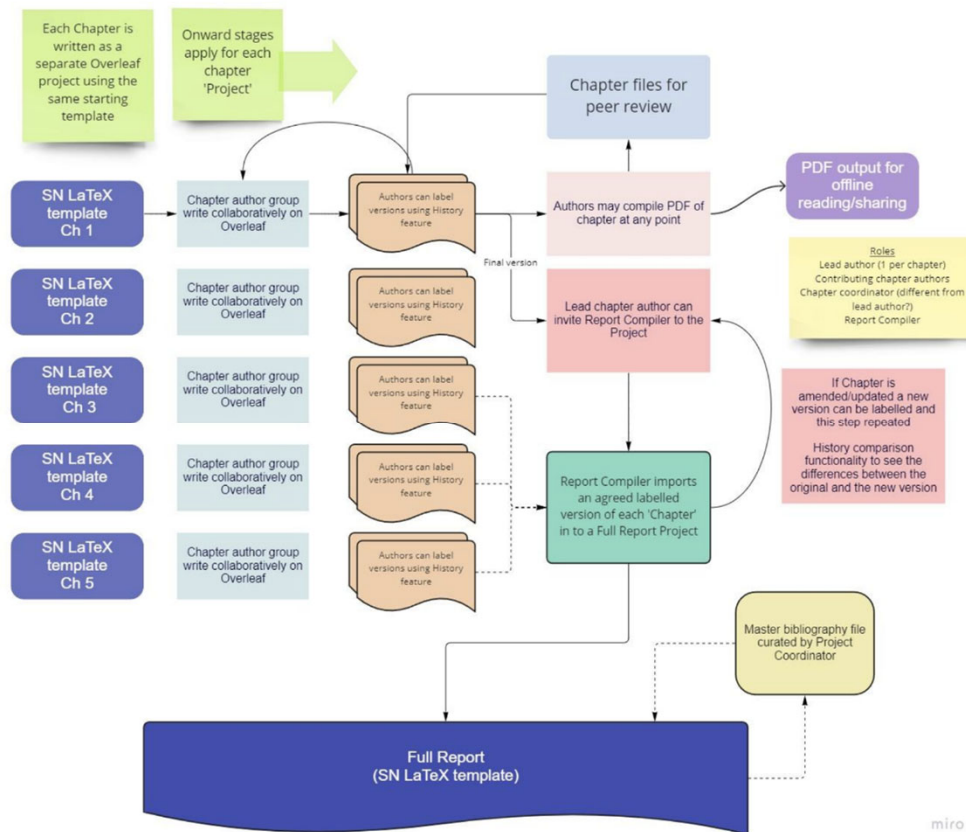 Each Chapter is
written as a
separate Overleaf
project using the
same starting
template
Onward stages
apply for each
chapter
'Project'
Chapter files for
peer review
SN LaTeX
template
Ch 1
Chapter author group
write collaboratively on
Overleaf
Authors can label
versions using History
feature
Authors may compile PDF of
chapter at any point
PDF output for
offline
reading/sharing
Final version
SN LaTeX
template
Ch 2
Chapter author group
write collaboratively on
Overleaf
Authors can label
versions using History
feature
Lead chapter author can
invite Report Compiler to the
Project
Roles
Lead author (1 per chapter)
Contributing chapter authors
Chapter coordinator (different from
lead author?)
Report Compiler
SN LaTeX
template
Ch 3
Chapter author group
write collaboratively on
Overleaf
Authors can label
versions using History
feature
If Chapter is
amended/updated a new
version can be labelled and
this step repeated
History comparison
functionality to see the
differences between the
original and the new version
SN LaTeX
template
Ch 4
Chapter author group
write collaboratively on
Overleaf
Authors can label
versions using History
feature
Report Compiler imports
an agreed labelled
version of each 'Chapter'
in to a Full Report Project
SN LaTeX
template
Ch 5
Chapter author group
write collaboratively on
Overleaf
Authors can label
versions using History
feature
Master bibliography file
curated by Project
Coordinator
Full Report
(SN LaTeX template)
miro